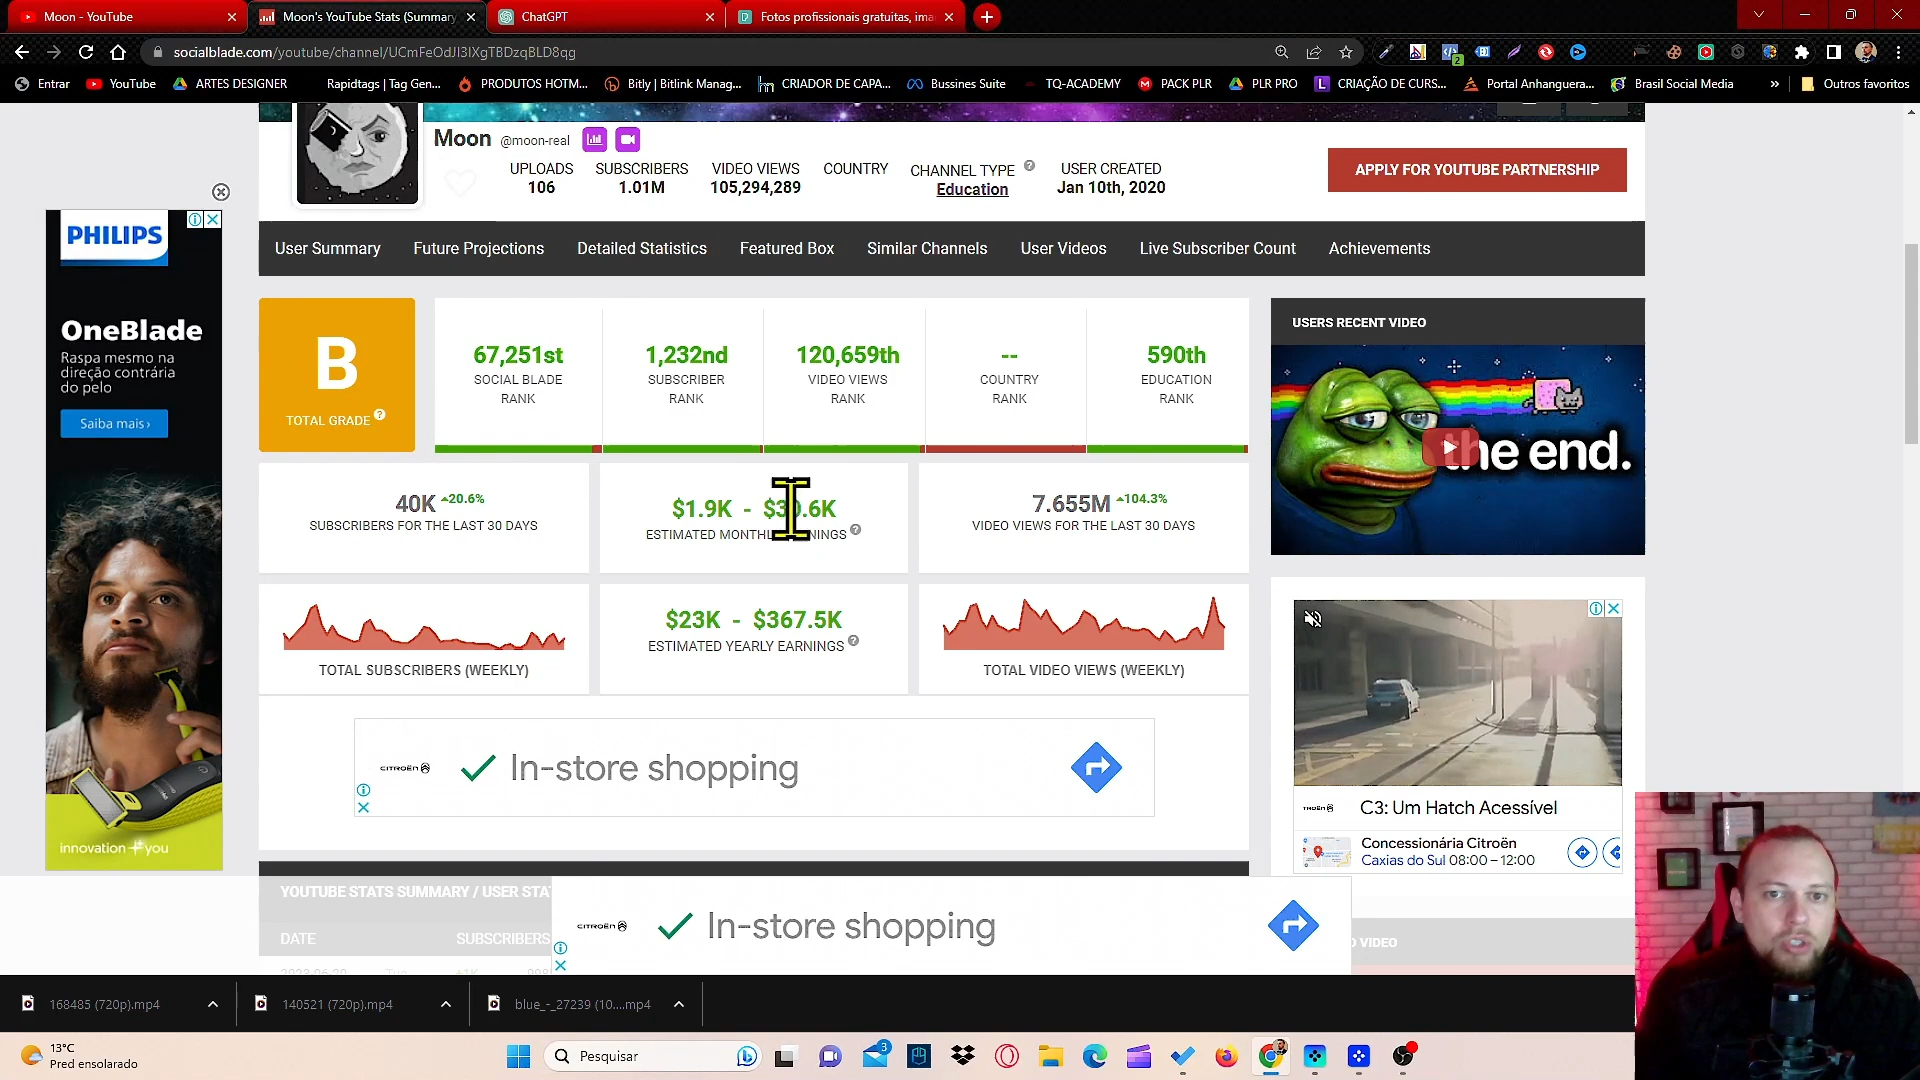 Moon - YouTube
Moon's YouTube Stats (Summary
ChatGPT
Fotos profissionais gratuitas, ima
socialblade.com/youtube/channel/UCmFeOdJI3IXgTBDzqBLD8qg
2
Entrar
YouTube
ARTES DESIGNER
Rapidtags | Tag Gen...
PRODUTOS HOTM...
Bitly | Bitlink Manag...
CRIADOR DE CAPA...
Bussines Suite
TQ-ACADEMY
PACK PLR
PLR PRO
CRIAÇÃO DE CURS...
Portal Anhanguera...
Brasil Social Media
»
Outros favoritos
Moon @moon-real
UPLOADS
106
SUBSCRIBERS
1.01M
VIDEO VIEWS
105,294,289
COUNTRY
CHANNEL TYPE
Education
USER CREATED
Jan 10th, 2020
APPLY FOR YOUTUBE PARTNERSHIP
User Summary
Future Projections
Detailed Statistics
Featured Box
Similar Channels
User Videos
Live Subscriber Count
Achievements
PHILIPS
OneBlade
Raspa mesmo na
direção contrária
do pelo
Saiba mais ›
innovation + you
B
TOTAL GRADE
67,251st
SOCIAL BLADE
RANK
1,232nd
SUBSCRIBER
RANK
120,659th
VIDEO VIEWS
RANK
--
COUNTRY
RANK
590th
EDUCATION
RANK
USERS RECENT VIDEO
the end.
40K 20.6%
SUBSCRIBERS FOR THE LAST 30 DAYS
$1.9K - $30.6K
ESTIMATED
7.655M 104.3%
VIDEO VIEWS FOR THE LAST 30 DAYS
TOTAL SUBSCRIBERS (WEEKLY)
$23K - $367.5K
ESTIMATED YEARLY EARNINGS
TOTAL VIDEO VIEWS (WEEKLY)
CITROËN
In-store shopping
C3: Um Hatch Acessível
Concessionária Citroën
Caxias do Sul 08:00 – 12:00
YOUTUBE STATS SUMMARY / USER STA
DATE
SUBSCRIBERS
CITROËN
In-store shopping
VIDEO
168485 (720p).mp4
140521 (720p).mp4
blue_-_27239 (10....mp4
13°C
Pred ensolarado
Pesquisar
3